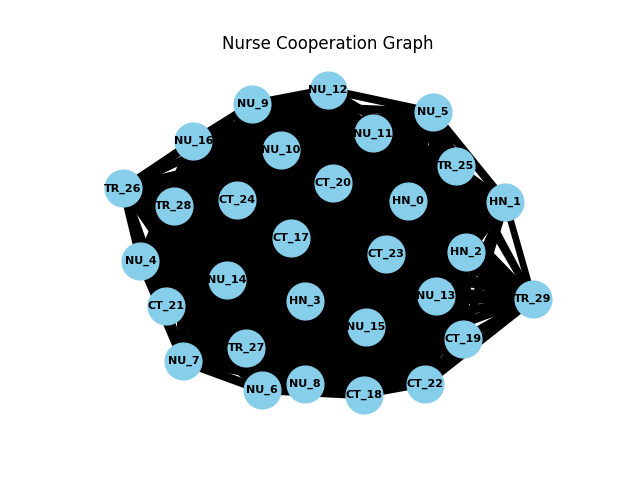 Nurse Cooperation Graph
NU_12
NU_9
NU_5
NU_11
NU_16
NU_10
TR_25
CT_20
TR_26
CT_24
HN_0
HN_1
TR_28
CT_17
HN_2
CT_23
NU_4
NU_14
NU_13
TR_29
HN_3
CT_21
NU_15
CT_19
TR_27
NU_7
NU_8
CT_22
NU_6
CT_18